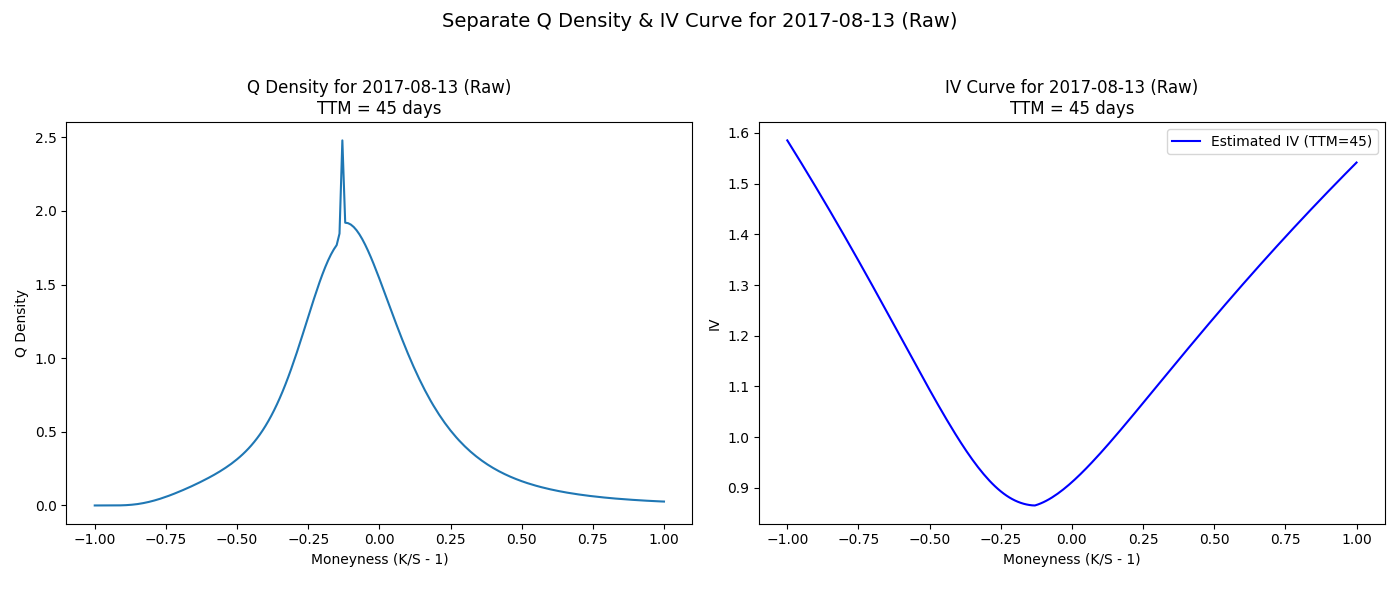 Separate Q Density & IV Curve for 2017-08-13 (Raw)
Q Density for 2017-08-13 (Raw)
TTM = 45 days
2.5
2.0
1.5
1.0
0.5
0.0
Q Density
−1.00 −0.75 −0.50 −0.25 0.00 0.25 0.50 0.75 1.00
Moneyness (K/S - 1)
IV Curve for 2017-08-13 (Raw)
TTM = 45 days
Estimated IV (TTM=45)
1.6
1.5
1.4
1.3
1.2
1.1
1.0
0.9
IV
−1.00 −0.75 −0.50 −0.25 0.00 0.25 0.50 0.75 1.00
Moneyness (K/S - 1)